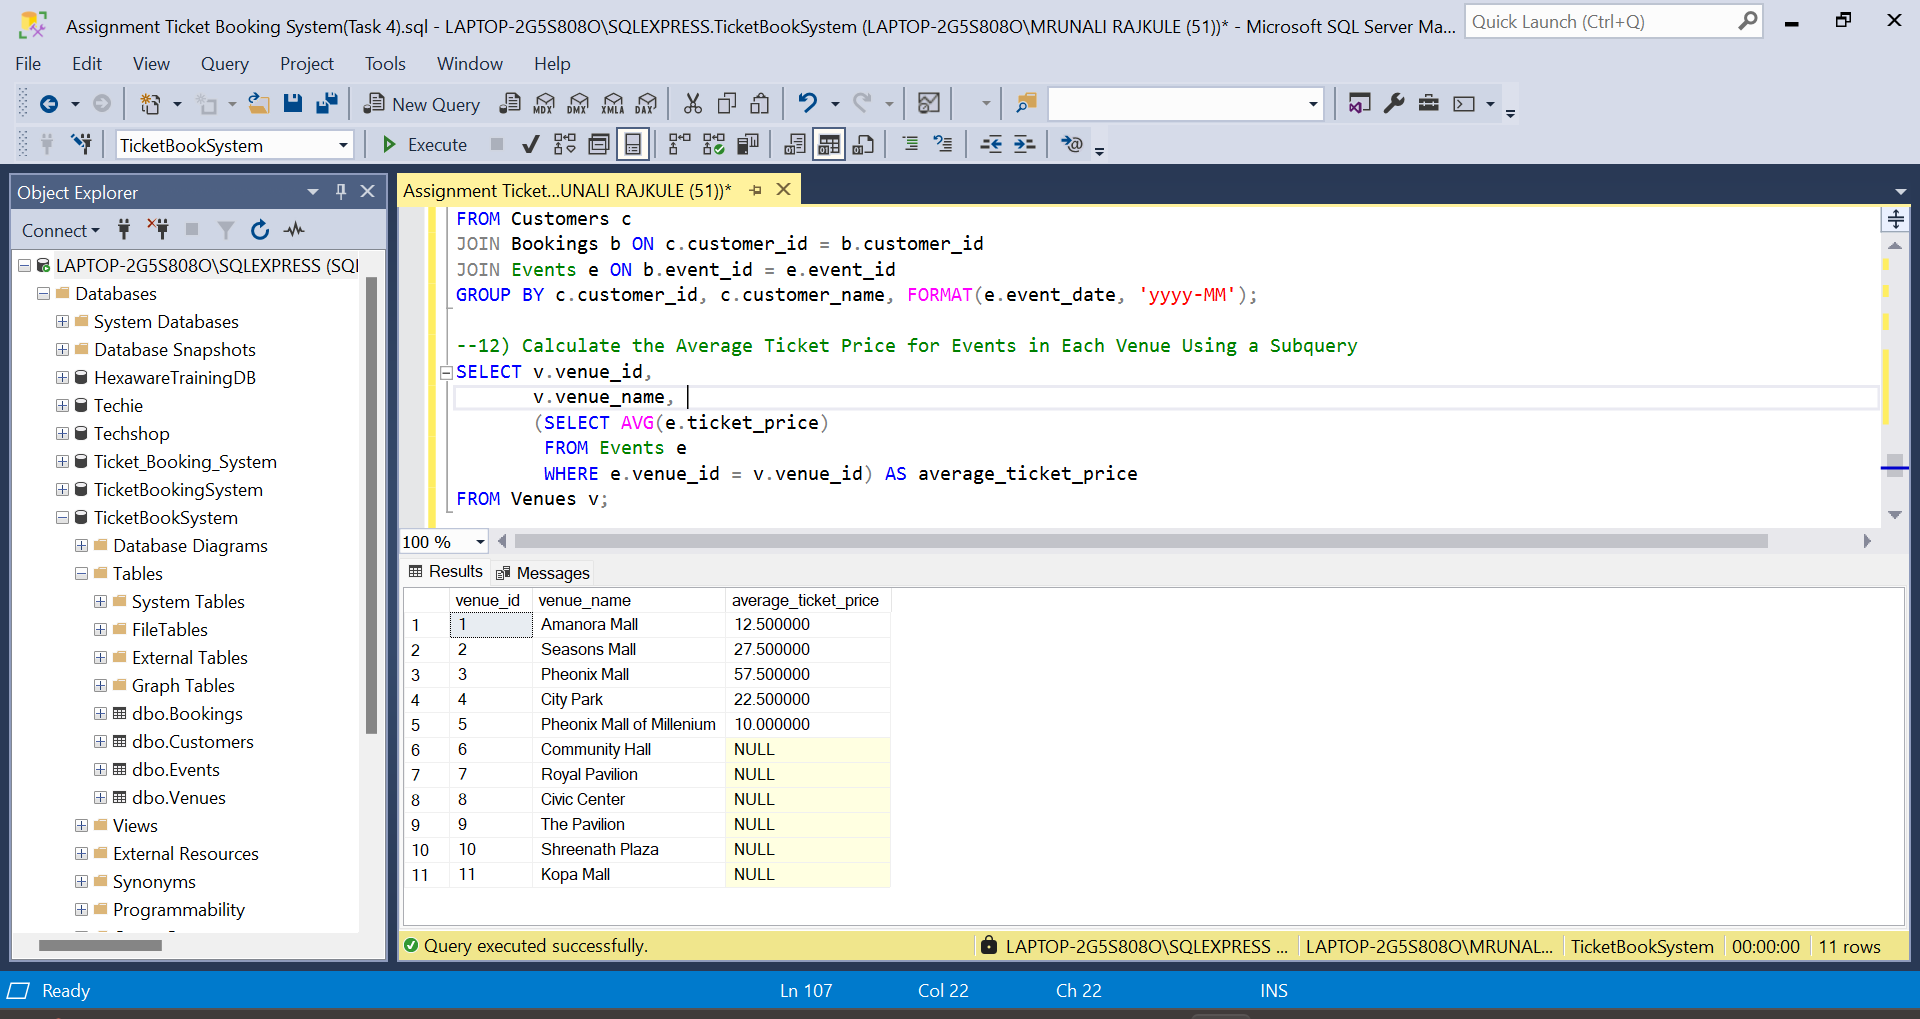 Assignment Ticket Booking System(Task 4).sql - LAPTOP-2G5S808O\SQLEXPRESS.TicketBookSystem (LAPTOP-2G5S808O\MRUNALI RAJKULE (51))* - Microsoft SQL Server Ma...
Quick Launch (Ctrl+Q)
File Edit View Query Project Tools Window Help
New Query MDX DMX XMLA DAX
TicketBookSystem Execute
Object Explorer
Connect
LAPTOP-2G5S808O\SQLEXPRESS (SQl
Databases
System Databases
Database Snapshots
HexawareTrainingDB
Techie
Techshop
Ticket_Booking_System
TicketBookingSystem
TicketBookSystem
Database Diagrams
Tables
System Tables
FileTables
External Tables
Graph Tables
dbo.Bookings
dbo.Customers
dbo.Events
dbo.Venues
Views
External Resources
Synonyms
Programmability
Assignment Ticket...UNALI RAJKULE (51))*
FROM Customers c
JOIN Bookings b ON c.customer_id = b.customer_id
JOIN Events e ON b.event_id = e.event_id
GROUP BY c.customer_id, c.customer_name, FORMAT(e.event_date, 'yyyy-MM');
--12) Calculate the Average Ticket Price for Events in Each Venue Using a Subquery
SELECT v.venue_id,
v.venue_name,
(SELECT AVG(e.ticket_price)
FROM Events e
WHERE e.venue_id = v.venue_id) AS average_ticket_price
FROM Venues v;
100 %
Results Messages
venue_id venue_name average_ticket_price
1 1 Amanora Mall 12.500000
2 2 Seasons Mall 27.500000
3 3 Pheonix Mall 57.500000
4 4 City Park 22.500000
5 5 Pheonix Mall of Millenium 10.000000
6 6 Community Hall NULL
7 7 Royal Pavilion NULL
8 8 Civic Center NULL
9 9 The Pavilion NULL
10 10 Shreenath Plaza NULL
11 11 Kopa Mall NULL
Query executed successfully. LAPTOP-2G5S808O\SQLEXPRESS ... LAPTOP-2G5S808O\MRUNAL... TicketBookSystem 00:00:00 11 rows
Ready Ln 107 Col 22 Ch 22 INS